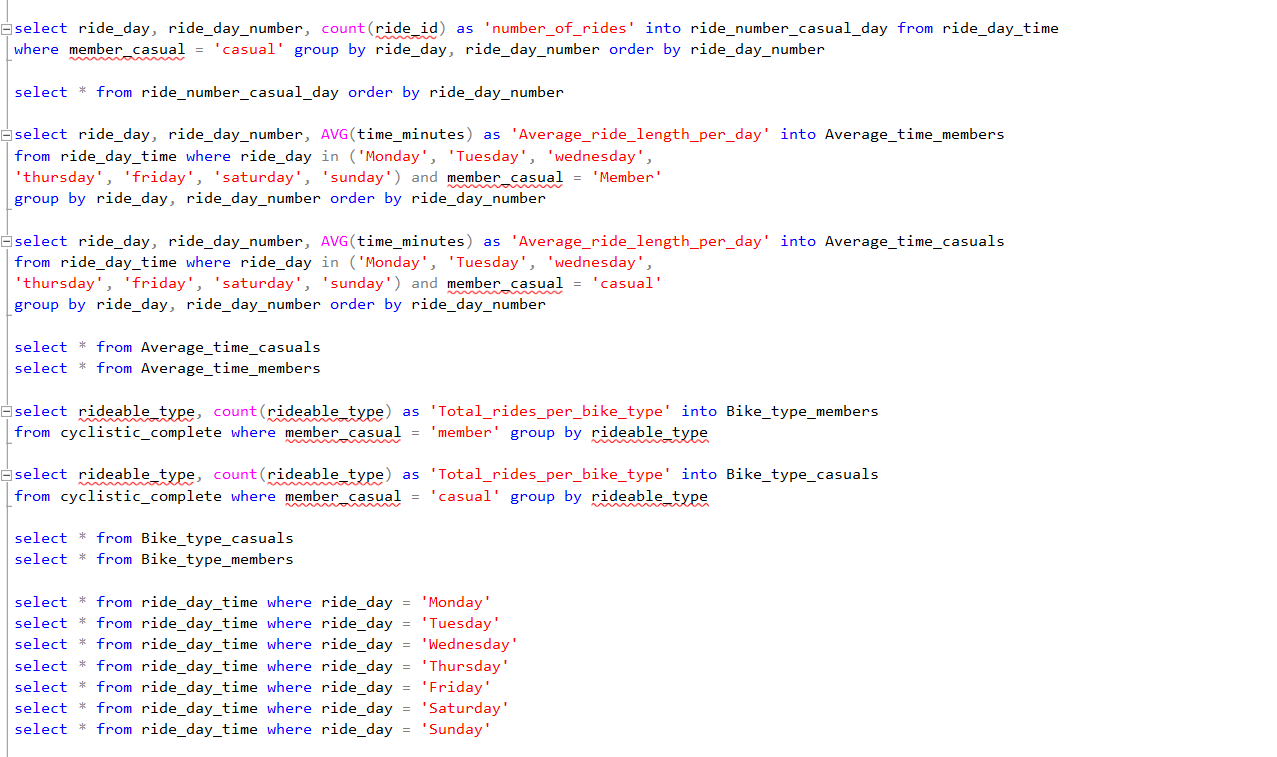 select ride_day, ride_day_number, count(ride_id) as 'number_of_rides' into ride_number_casual_day from ride_day_time
where member_casual = 'casual' group by ride_day, ride_day_number order by ride_day_number
select * from ride_number_casual_day order by ride_day_number
select ride_day, ride_day_number, AVG(time_minutes) as 'Average_ride_length_per_day' into Average_time_members
from ride_day_time where ride_day in ('Monday', 'Tuesday', 'wednesday',
'thursday', 'friday', 'saturday', 'sunday') and member_casual = 'Member'
group by ride_day, ride_day_number order by ride_day_number
select ride_day, ride_day_number, AVG(time_minutes) as 'Average_ride_length_per_day' into Average_time_casuals
from ride_day_time where ride_day in ('Monday', 'Tuesday', 'wednesday',
'thursday', 'friday', 'saturday', 'sunday') and member_casual = 'casual'
group by ride_day, ride_day_number order by ride_day_number
select * from Average_time_casuals
select * from Average_time_members
select rideable_type, count(rideable_type) as 'Total_rides_per_bike_type' into Bike_type_members
from cyclistic_complete where member_casual = 'member' group by rideable_type
select rideable_type, count(rideable_type) as 'Total_rides_per_bike_type' into Bike_type_casuals
from cyclistic_complete where member_casual = 'casual' group by rideable_type
select * from Bike_type_casuals
select * from Bike_type_members
select * from ride_day_time where ride_day = 'Monday'
select * from ride_day_time where ride_day = 'Tuesday'
select * from ride_day_time where ride_day = 'Wednesday'
select * from ride_day_time where ride_day = 'Thursday'
select * from ride_day_time where ride_day = 'Friday'
select * from ride_day_time where ride_day = 'Saturday'
select * from ride_day_time where ride_day = 'Sunday'